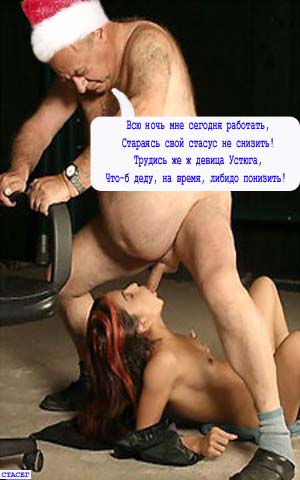 Всю ночь мне сегодня работать,
Стараясь свой стасус не снизить!
Трудись же ж девица Устюга,
Что-б деду, на время, либидо понизить!
СТАСЕГ